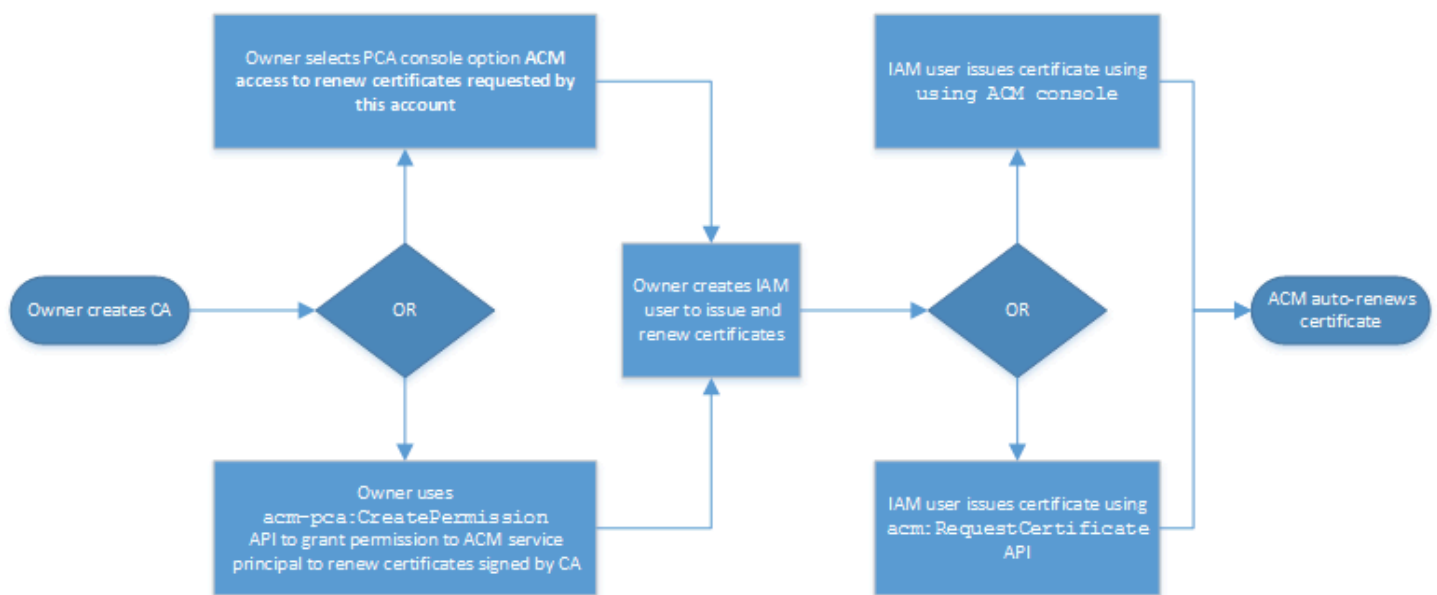 Owner creates CA
OR
Owner selects PCA console option ACM
access to renew certificates requested by
this account
Owner uses
acm-pca:CreatePermission
API to grant permission to ACM service
principal to renew certificates signed by CA
Owner creates IAM
user to issue and
renew certificates
OR
IAM user issues certificate using
using ACM console
IAM user issues certificate using
acm:RequestCertificate
API
ACM auto-renews
certificate